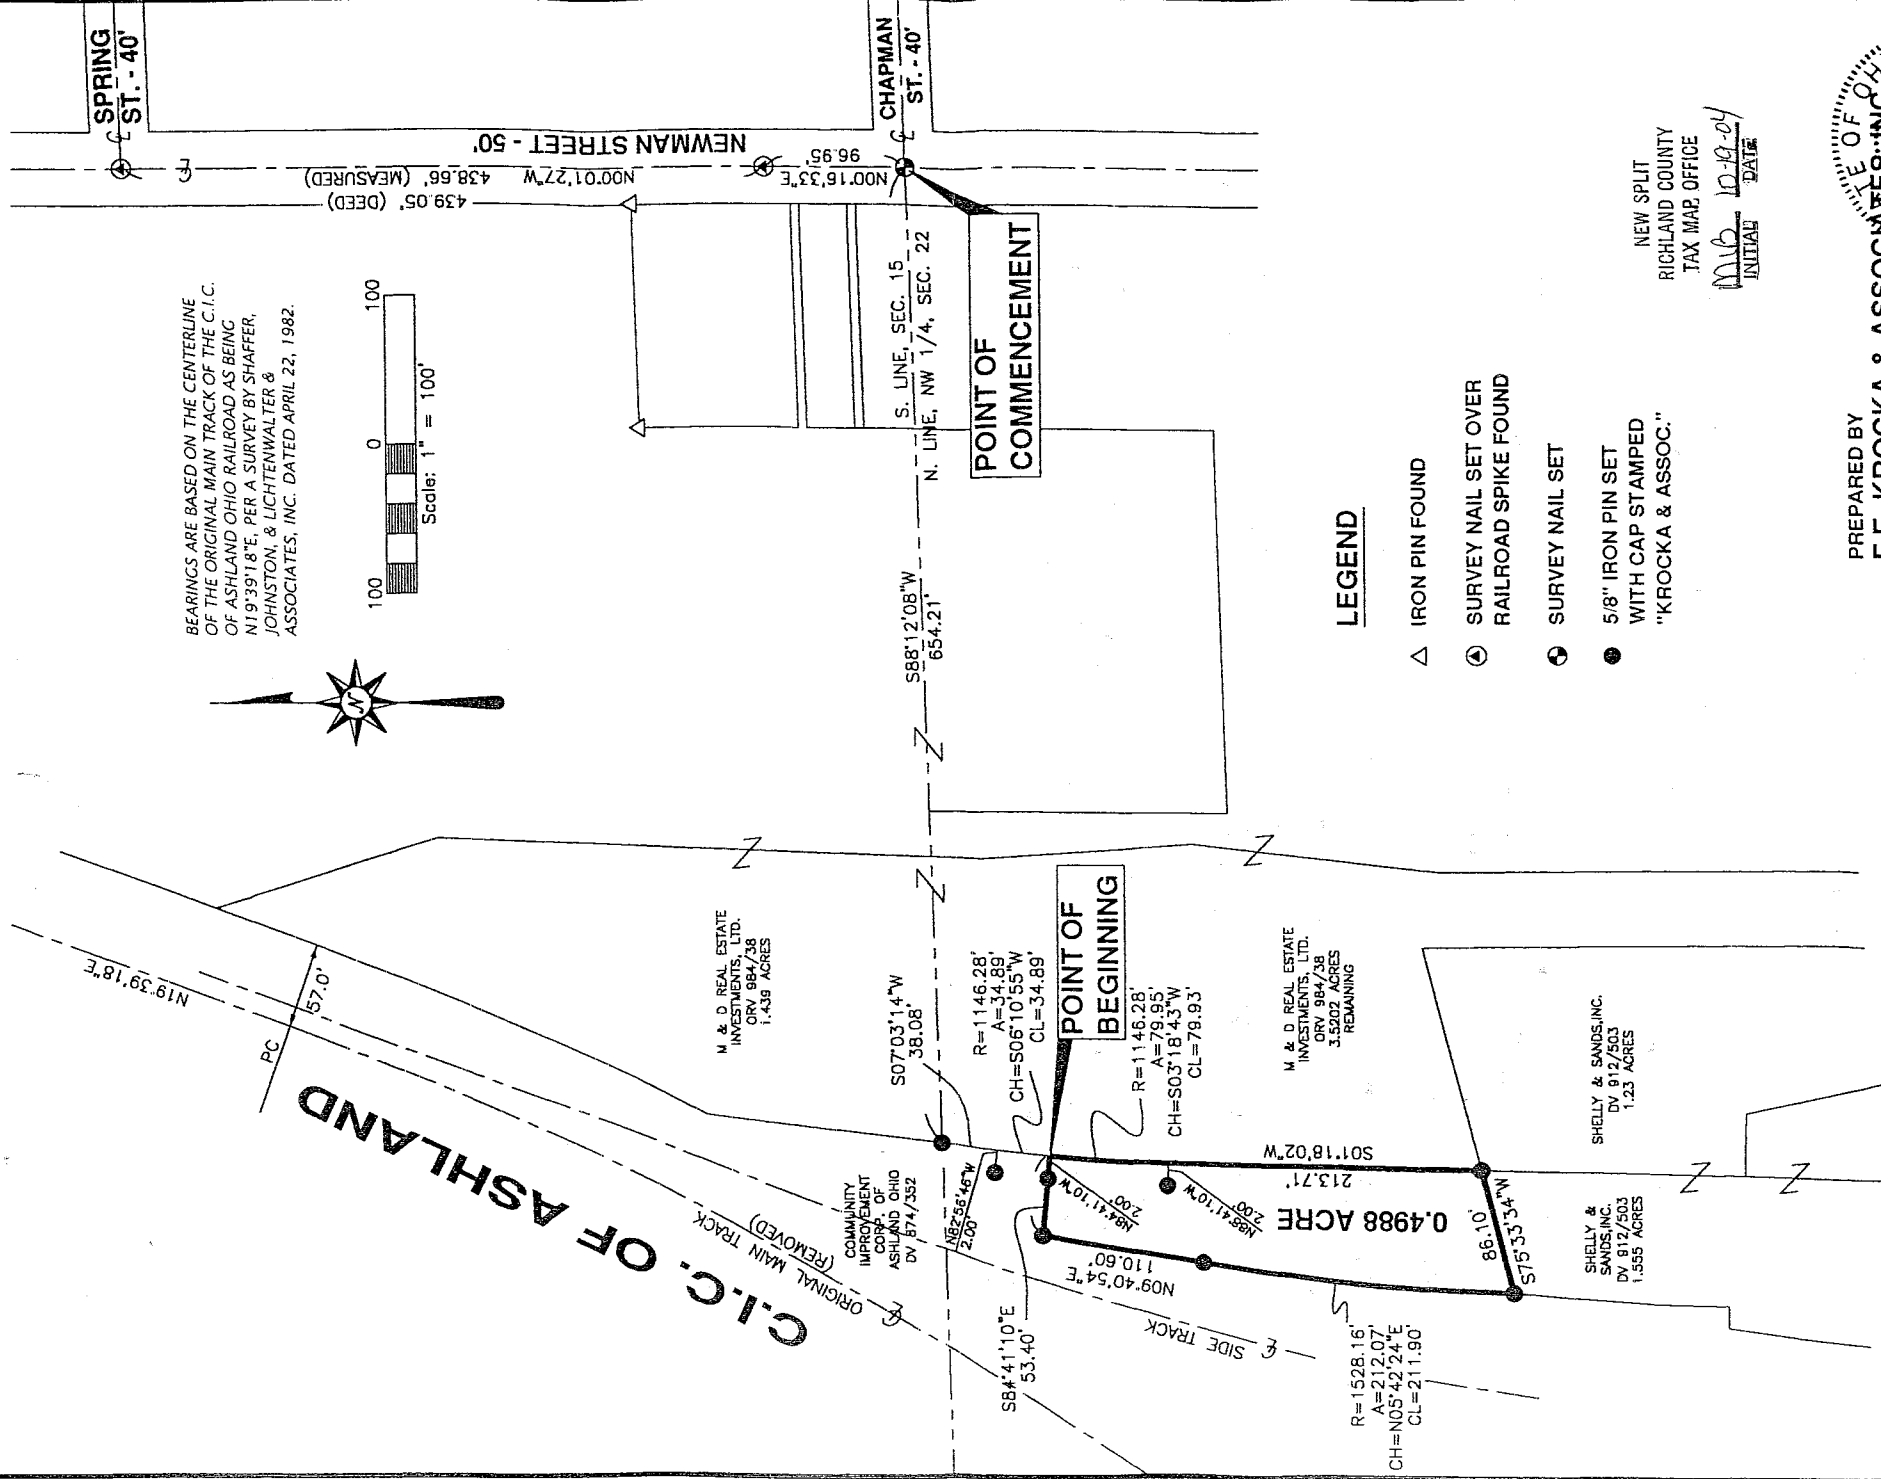 SPRING
ST. - 40'
CHAPMAN
ST. - 40'
NEWMAN STREET - 50'
N00°01'27"W 438.66' (MEASURED)
439.05' (DEED)
N00°16'33"E
96.95'
BEARINGS ARE BASED ON THE CENTERLINE
OF THE ORIGINAL MAIN TRACK OF THE C.I.C.
OF ASHLAND OHIO RAILROAD AS BEING
N19°39'18"E, PER A SURVEY BY SHAFFER,
JOHNSTON, & LICHTENWALTER &
ASSOCIATES, INC. DATED APRIL 22, 1982.
100 0 100
Scale: 1" = 100'
N
S. LINE, SEC. 15
N. LINE, NW 1/4, SEC. 22
POINT OF
COMMENCEMENT
S88°12'08"W
654.21'
NEW SPLIT
RICHLAND COUNTY
TAX MAP OFFICE
MB 10-19-04
INITIAL DATE
LEGEND
IRON PIN FOUND
SURVEY NAIL SET OVER
RAILROAD SPIKE FOUND
SURVEY NAIL SET
5/8" IRON PIN SET
WITH CAP STAMPED
"KROCKA & ASSOC."
PREPARED BY
KROCKA & ASSOCIATES, INC
TE OF OH
N19°39'18"E
PC
57.0'
C.I.C. OF ASHLAND
ORIGINAL MAIN TRACK
(REMOVED)
M & D REAL ESTATE
INVESTMENTS, LTD.
ORV 984/38
1.439 ACRES
COMMUNITY
IMPROVEMENT
CORP. OF
ASHLAND OHIO
DV 874/352
S07°03'14"W
38.08'
N82°56'46"W
2.00'
R=1146.28'
A=34.89'
CH=S06°10'55"W
CL=34.89'
POINT OF
BEGINNING
R=1146.28'
A=79.95'
CH=S03°18'43"W
CL=79.93'
N84°41'10"W
2.00'
N88°41'10"W
2.00'
S84°41'10"E
53.40'
N09°40'54"E
110.60'
SIDE TRACK
0.4988 ACRE
S01°18'02"W
213.71'
86.10'
S75°33'34"W
R=1528.16'
A=212.07'
CH=N05°42'24"E
CL=211.90'
M & D REAL ESTATE
INVESTMENTS, LTD.
ORV 984/38
3.5202 ACRES
REMAINING
SHELLY & SANDS,INC.
DV 912/503
1.23 ACRES
SHELLY &
SANDS,INC.
DV 912/503
1.555 ACRES